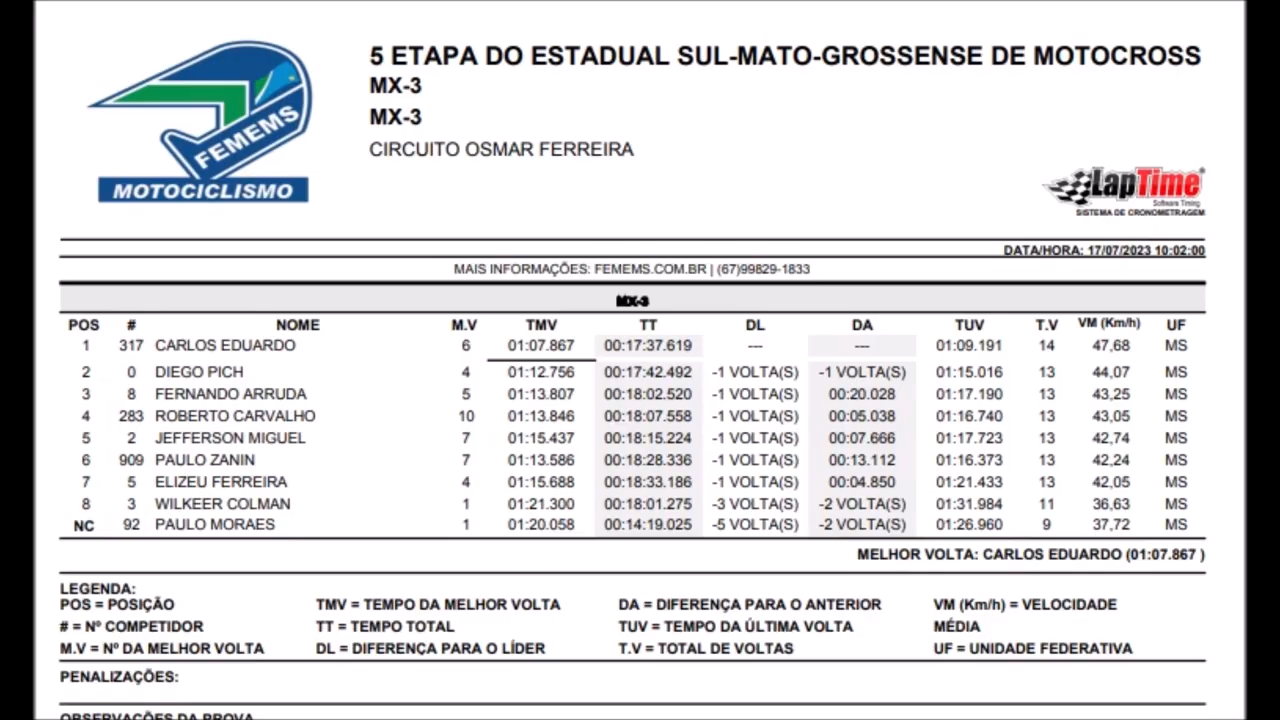 FEMEMS
MOTOCICLISMO
5 ETAPA DO ESTADUAL SUL-MATO-GROSSENSE DE MOTOCROSS
MX-3
MX-3
CIRCUITO OSMAR FERREIRA
LapTime
Software Timing
SISTEMA DE CRONOMETRAGEM
DATA/HORA: 17/07/2023 10:02:00
MAIS INFORMAÇÕES: FEMEMS.COM.BR | (67)99829-1833
MX-3
POS # NOME M.V TMV TT DL DA TUV T.V VM (Km/h) UF
1 317 CARLOS EDUARDO 6 01:07.867 00:17:37.619 --- --- 01:09.191 14 47,68 MS
2 0 DIEGO PICH 4 01:12.756 00:17:42.492 -1 VOLTA(S) -1 VOLTA(S) 01:15.016 13 44,07 MS
3 8 FERNANDO ARRUDA 5 01:13.807 00:18:02.520 -1 VOLTA(S) 00:20.028 01:17.190 13 43,25 MS
4 283 ROBERTO CARVALHO 10 01:13.846 00:18:07.558 -1 VOLTA(S) 00:05.038 01:16.740 13 43,05 MS
5 2 JEFFERSON MIGUEL 7 01:15.437 00:18:15.224 -1 VOLTA(S) 00:07.666 01:17.723 13 42,74 MS
6 909 PAULO ZANIN 7 01:13.586 00:18:28.336 -1 VOLTA(S) 00:13.112 01:16.373 13 42,24 MS
7 5 ELIZEU FERREIRA 4 01:15.688 00:18:33.186 -1 VOLTA(S) 00:04.850 01:21.433 13 42,05 MS
8 3 WILKEER COLMAN 1 01:21.300 00:18:01.275 -3 VOLTA(S) -2 VOLTA(S) 01:31.984 11 36,63 MS
NC 92 PAULO MORAES 1 01:20.058 00:14:19.025 -5 VOLTA(S) -2 VOLTA(S) 01:26.960 9 37,72 MS
MELHOR VOLTA: CARLOS EDUARDO (01:07.867 )
LEGENDA:
POS = POSIÇÃO TMV = TEMPO DA MELHOR VOLTA DA = DIFERENÇA PARA O ANTERIOR VM (Km/h) = VELOCIDADE
# = Nº COMPETIDOR TT = TEMPO TOTAL TUV = TEMPO DA ÚLTIMA VOLTA MÉDIA
M.V = Nº DA MELHOR VOLTA DL = DIFERENÇA PARA O LÍDER T.V = TOTAL DE VOLTAS UF = UNIDADE FEDERATIVA
PENALIZAÇÕES:
OBSERVAÇÕES DA PROVA